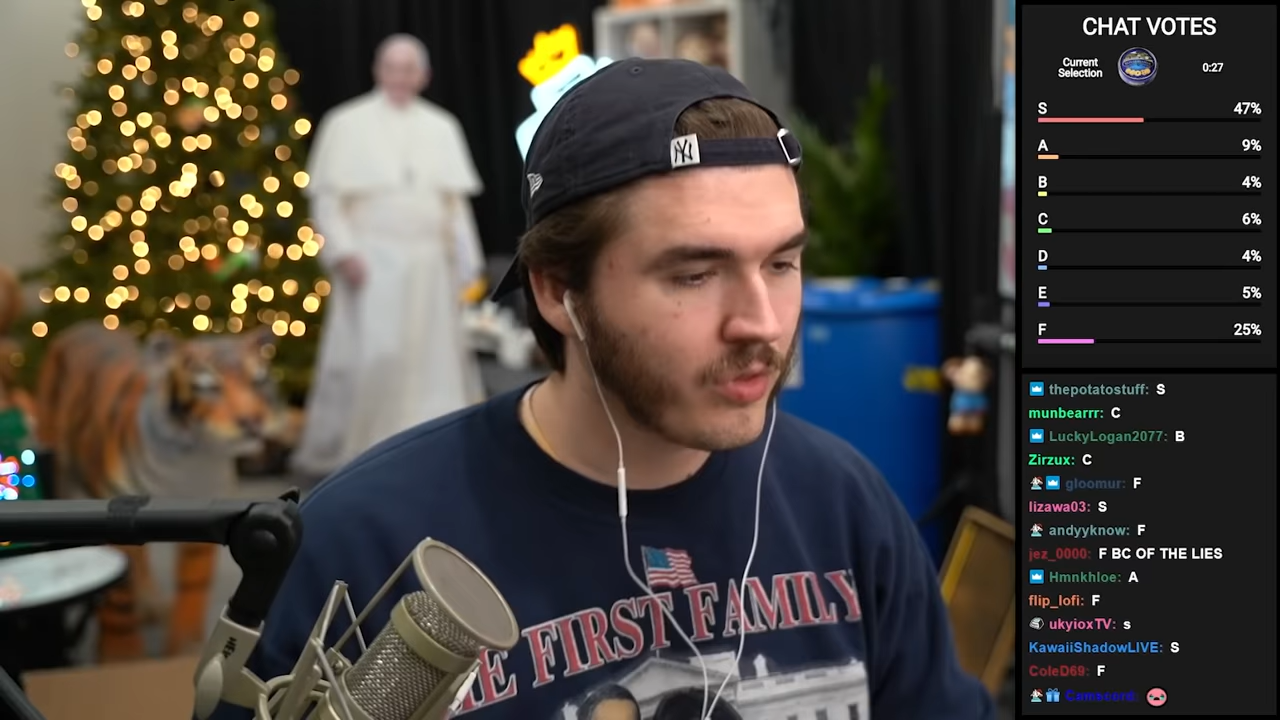 CHAT VOTES
Current
Selection
0:27
S 47%
A 9%
B 4%
C 6%
D 4%
E 5%
F 25%
thepotatostuff: S
munbearrr: C
LuckyLogan2077: B
Zirzux: C
gloomur: F
lizawa03: S
andyyknow: F
jez_0000: F BC OF THE LIES
Hmnkhloe: A
flip_lofi: F
ukyioxTV: s
KawaiiShadowLIVE: S
ColeD69: F
NY
FIRST FAMILY